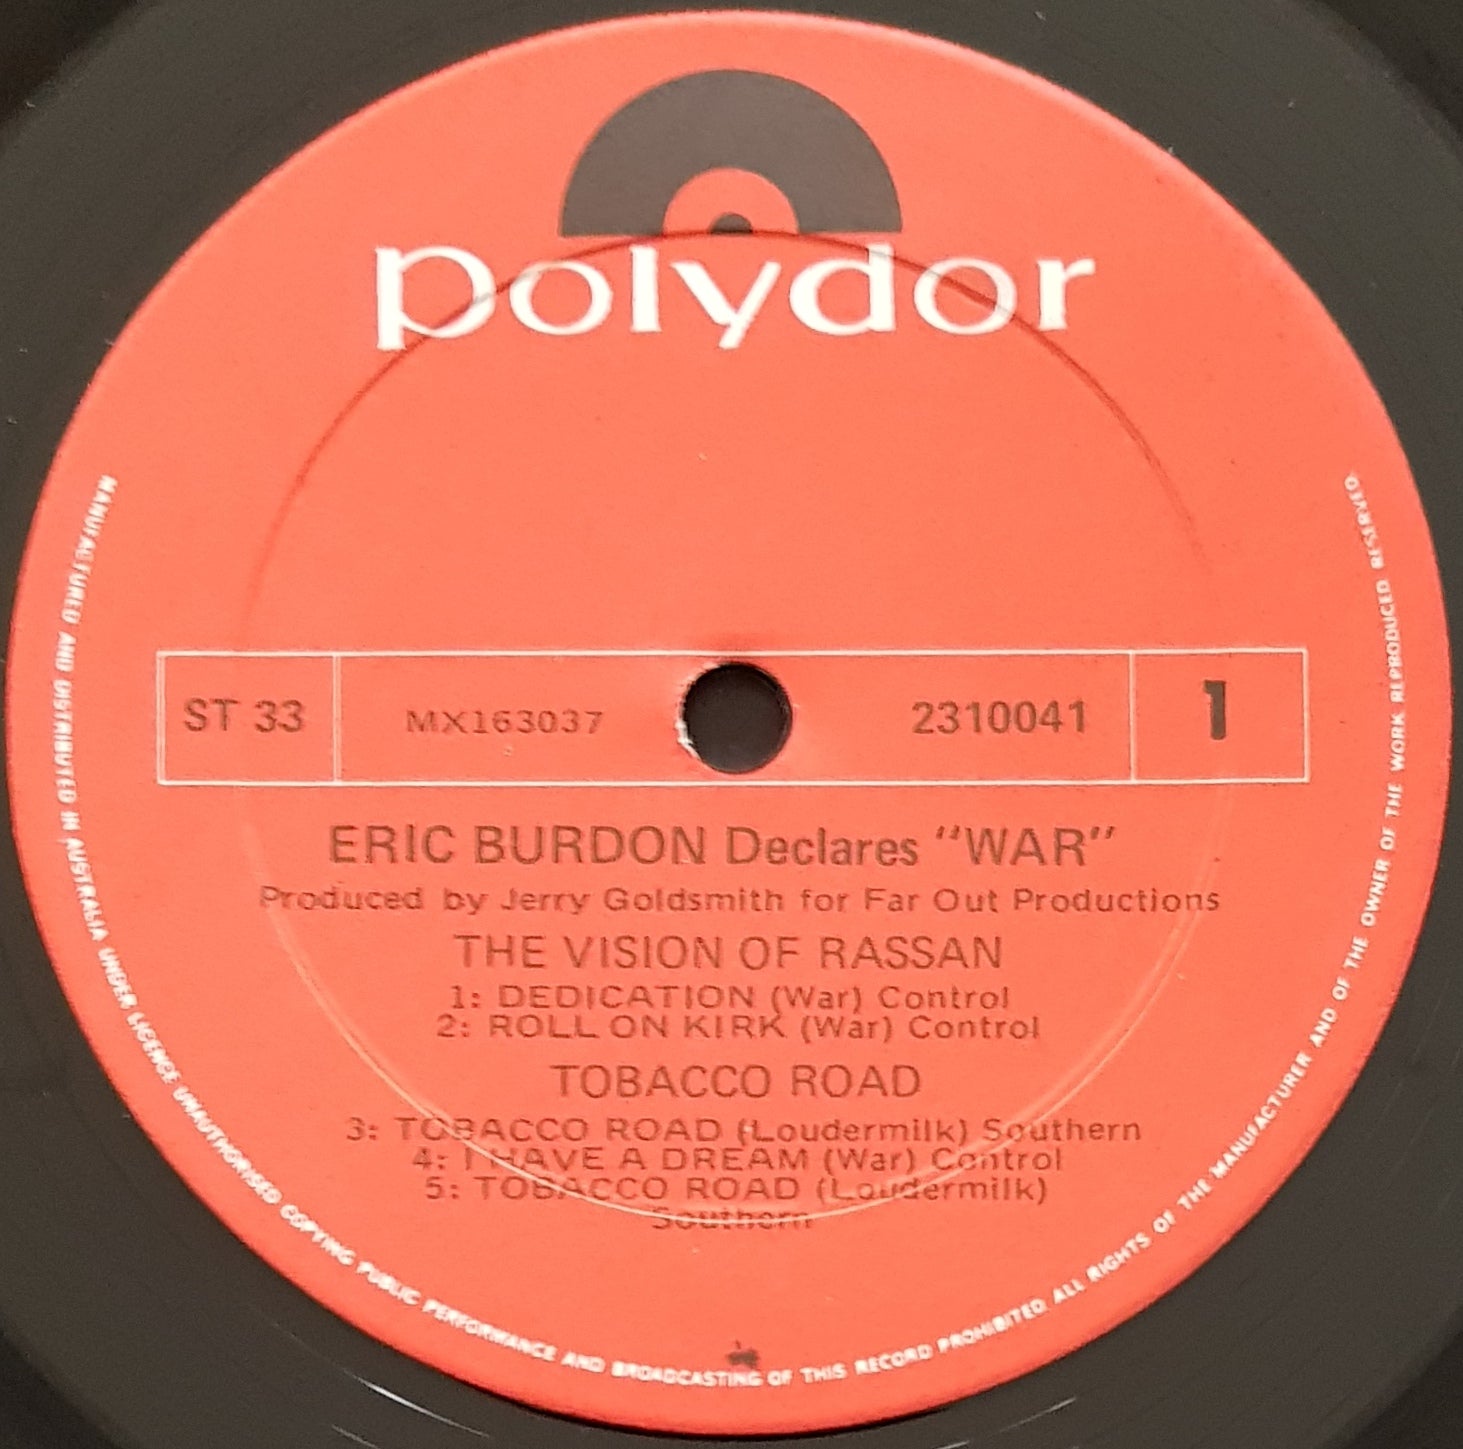 polydor
ST 33 MX163037 2310041 1
ERIC BURDON Declares "WAR"
Produced by Jerry Goldsmith for Far Out Productions
THE VISION OF RASSAN
1: DEDICATION (War) Control
2: ROLL ON KIRK (War) Control
TOBACCO ROAD
3: TOBACCO ROAD (Loudermilk) Southern
4: I HAVE A DREAM (War) Control
5: TOBACCO ROAD (Loudermilk)
Southern
MANUFACTURED AND DISTRIBUTED IN AUSTRALIA UNDER LICENCE UNAUTHORISED COPYING PUBLIC PERFORMANCE AND BROADCASTING OF THIS RECORD PROHIBITED. ALL RIGHTS OF THE MANUFACTURER AND OF THE OWNER OF THE WORK REPRODUCED RESERVED.